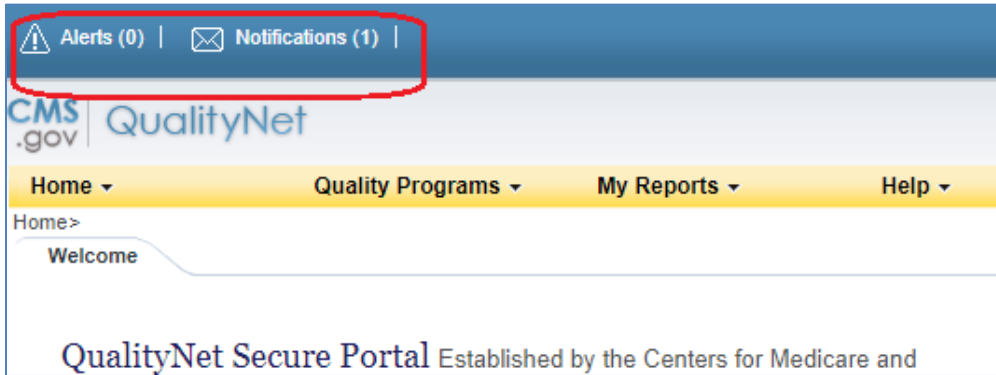 Alerts (0) | Notifications (1) |
CMS
.gov QualityNet
Home Quality Programs My Reports Help
Home>
Welcome
QualityNet Secure Portal Established by the Centers for Medicare and